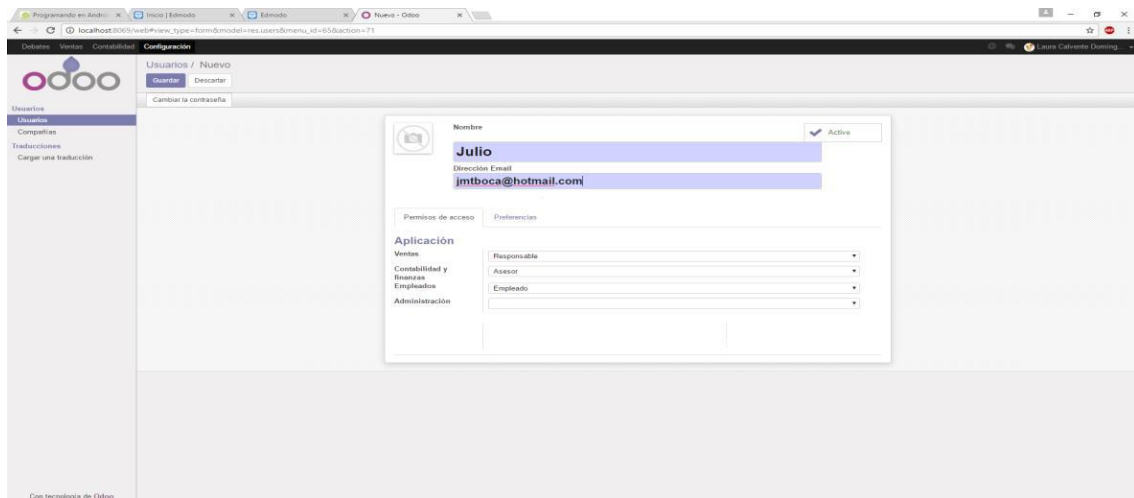 Programando en Androi
Inicio | Edmodo
Edmodo
Nuevo - Odoo
localhost:8069/web#view_type=form&model=res.users&menu_id=65&action=71
Debates Ventas Contabilidad Configuración
Laura Calvente Doming...
odoo
Usuarios / Nuevo
Guardar Descartar
Cambiar la contraseña
Usuarios
Usuarios
Compañías
Traducciones
Cargar una traducción
Nombre
Active
Julio
Dirección Email
jmtboca@hotmail.com
Permisos de acceso Preferencias
Aplicación
Ventas Responsable
Contabilidad y
finanzas Asesor
Empleados Empleado
Administración
Con tecnología de Odoo